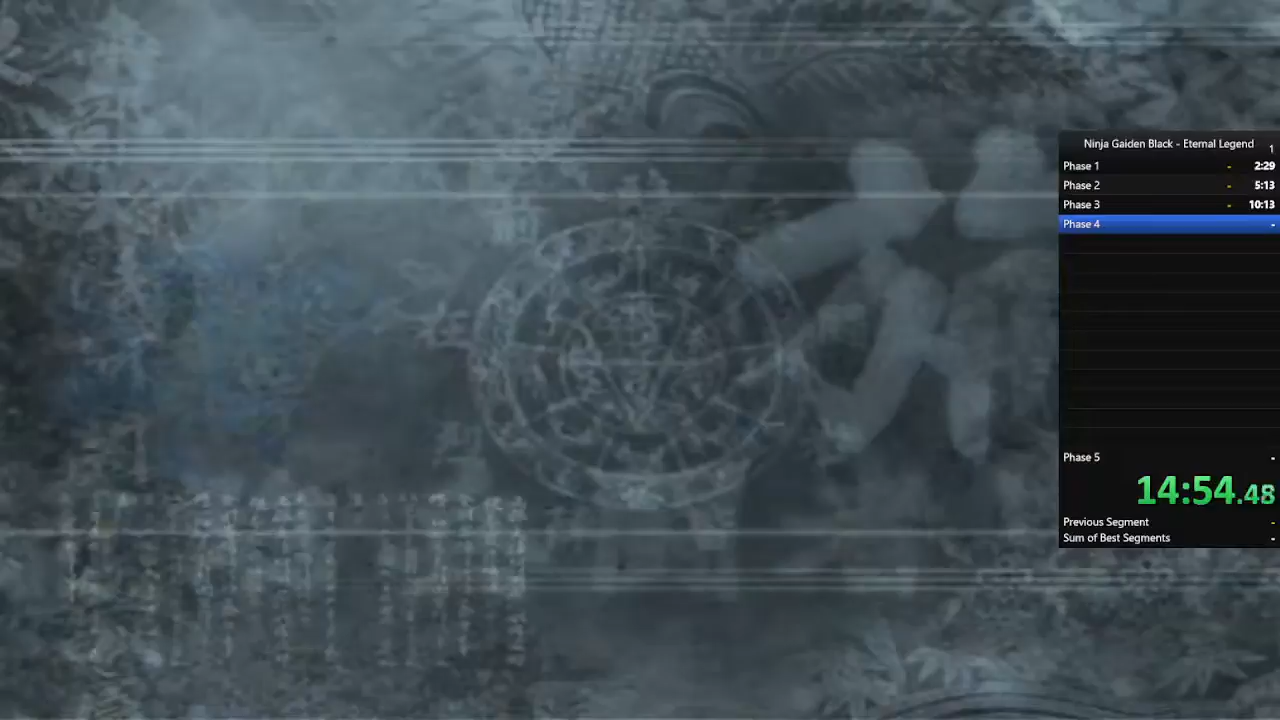 Ninja Gaiden Black - Eternal Legend 1
Phase 1 - 2:29
Phase 2 - 5:13
Phase 3 - 10:13
Phase 4 -
Phase 5 -
14:54.48
Previous Segment -
Sum of Best Segments -